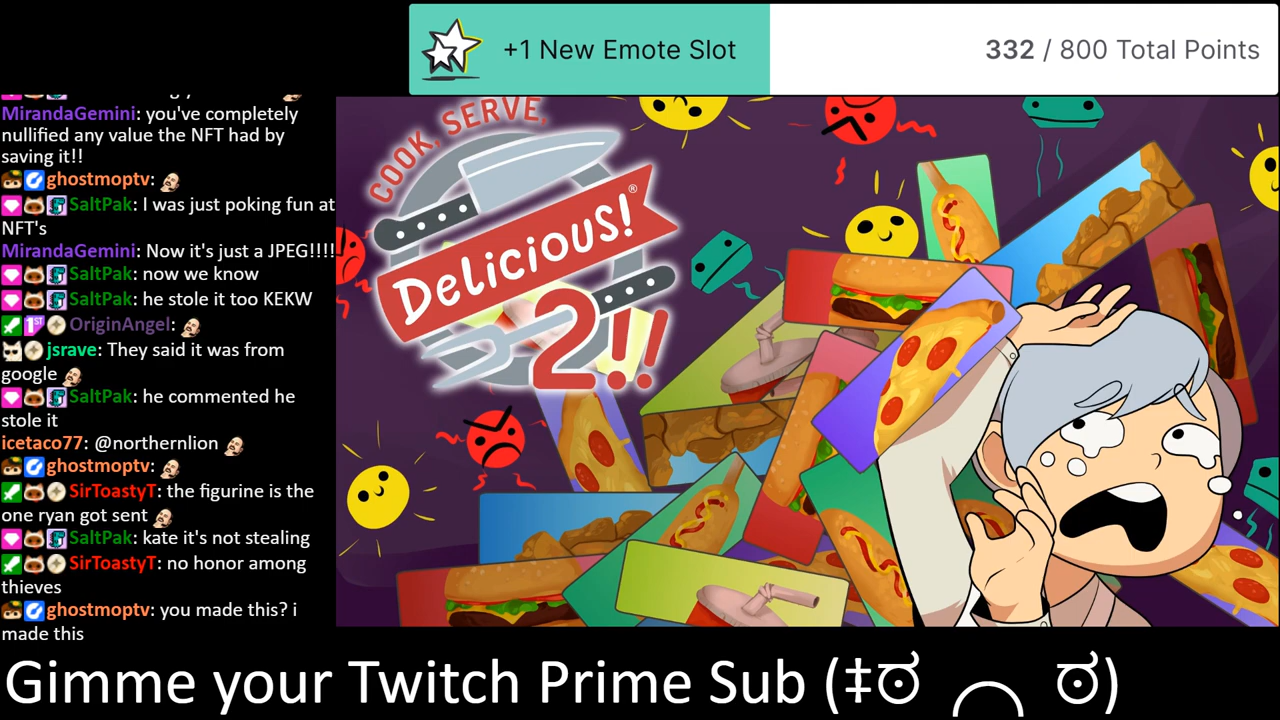 +1 New Emote Slot
332 / 800 Total Points
MirandaGemini: you've completely
nullified any value the NFT had by
saving it!!
ghostmoptv:
SaltPak: I was just poking fun at
NFT's
MirandaGemini: Now it's just a JPEG!!!!
SaltPak: now we know
SaltPak: he stole it too KEKW
1ST OriginAngel:
jsrave: They said it was from
google
SaltPak: he commented he
stole it
icetaco77: @northernlion
ghostmoptv:
SirToastyT: the figurine is the
one ryan got sent
SaltPak: kate it's not stealing
SirToastyT: no honor among
thieves
ghostmoptv: you made this? i
made this
COOK, SERVE,
DELICIOUS!®
2!!
Gimme your Twitch Prime Sub (‡ಠ ⁔ ಠ)